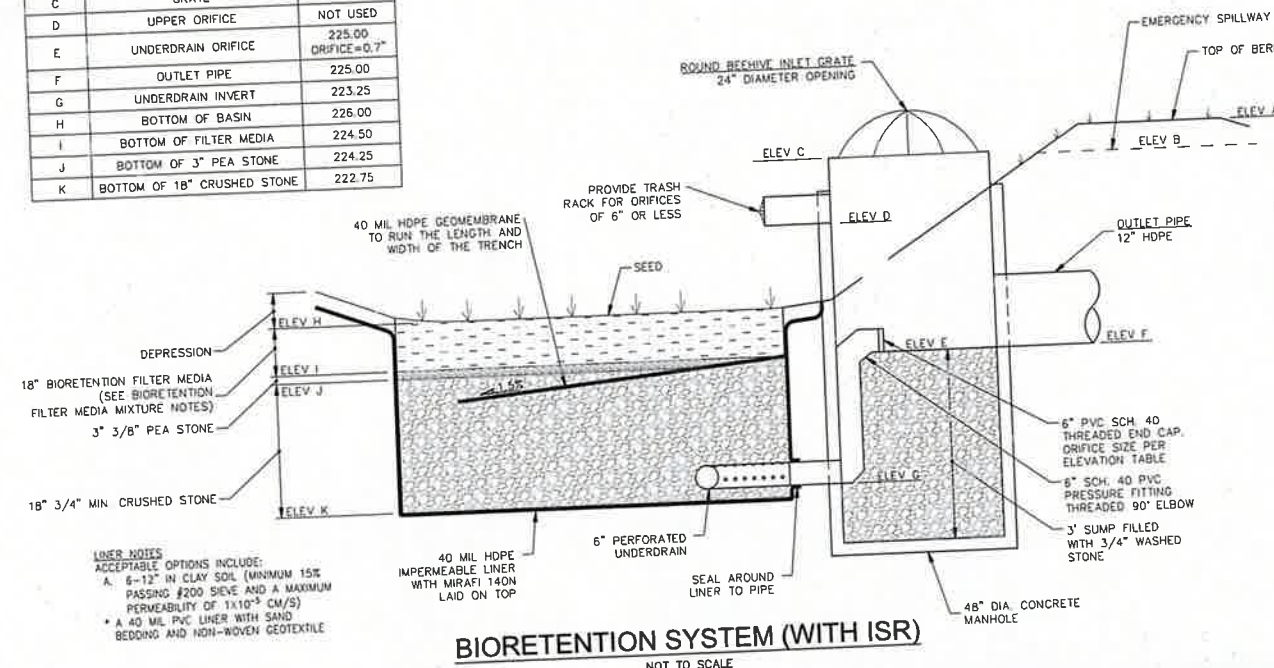 C GRATE
D UPPER ORIFICE NOT USED
E UNDERDRAIN ORIFICE 225.00
ORIFICE=0.7"
F OUTLET PIPE 225.00
G UNDERDRAIN INVERT 223.25
H BOTTOM OF BASIN 226.00
I BOTTOM OF FILTER MEDIA 224.50
J BOTTOM OF 3" PEA STONE 224.25
K BOTTOM OF 18" CRUSHED STONE 222.75
EMERGENCY SPILLWAY
TOP OF BER
ELEV A
ELEV B
ROUND BEEHIVE INLET GRATE
24" DIAMETER OPENING
ELEV C
PROVIDE TRASH
RACK FOR ORIFICES
OF 6" OR LESS
ELEV D
OUTLET PIPE
12" HDPE
40 MIL HDPE GEOMEMBRANE
TO RUN THE LENGTH AND
WIDTH OF THE TRENCH
SEED
ELEV H
DEPRESSION
ELEV I
ELEV J
18" BIORETENTION FILTER MEDIA
(SEE BIORETENTION
FILTER MEDIA MIXTURE NOTES)
3" 3/8" PEA STONE
1.5%
ELEV E
ELEV F
18" 3/4" MIN CRUSHED STONE
ELEV K
ELEV G
6" PVC SCH. 40
THREADED END CAP.
ORIFICE SIZE PER
ELEVATION TABLE
6" SCH. 40 PVC
PRESSURE FITTING
THREADED 90° ELBOW
3' SUMP FILLED
WITH 3/4" WASHED
STONE
LINER NOTES
ACCEPTABLE OPTIONS INCLUDE:
A. 6-12" IN CLAY SOIL (MINIMUM 15%
PASSING #200 SIEVE AND A MAXIMUM
PERMEABILITY OF 1X10⁻⁵ CM/S)
* A 40 MIL PVC LINER WITH SAND
BEDDING AND NON-WOVEN GEOTEXTILE
40 MIL HDPE
IMPERMEABLE LINER
WITH MIRAFI 140N
LAID ON TOP
6" PERFORATED
UNDERDRAIN
SEAL AROUND
LINER TO PIPE
48" DIA. CONCRETE
MANHOLE
BIORETENTION SYSTEM (WITH ISR)
NOT TO SCALE